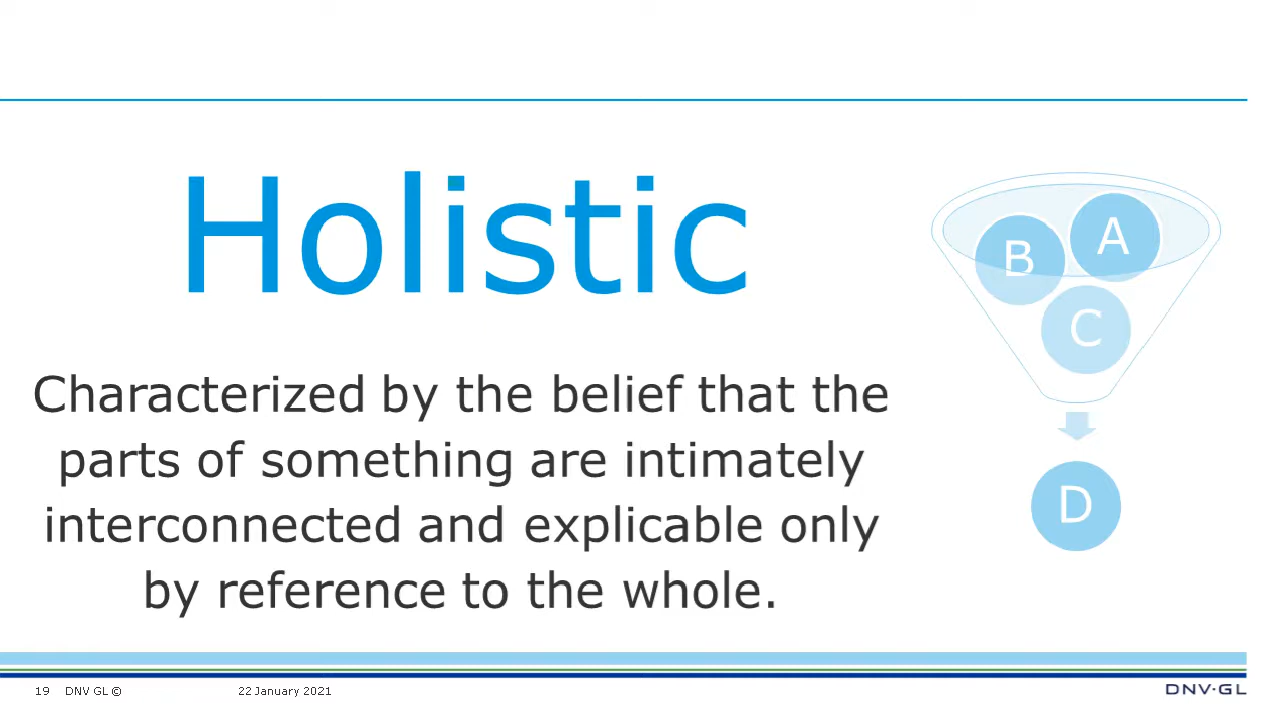 Holistic
Characterized by the belief that the
parts of something are intimately
interconnected and explicable only
by reference to the whole.
B
A
C
D
19 DNV GL © 22 January 2021
DNV·GL